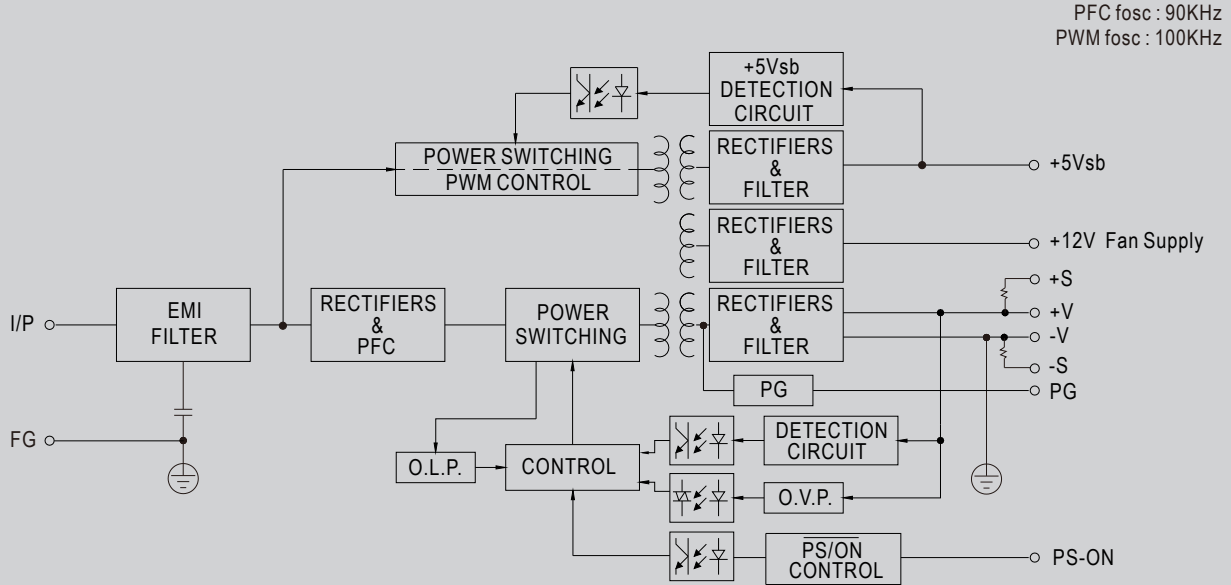 PFC fosc : 90KHz
PWM fosc : 100KHz
+5Vsb
DETECTION
CIRCUIT
POWER SWITCHING
PWM CONTROL
RECTIFIERS
&
FILTER
+5Vsb
RECTIFIERS
&
FILTER
+12V Fan Supply
I/P
EMI
FILTER
RECTIFIERS
&
PFC
POWER
SWITCHING
RECTIFIERS
&
FILTER
+S
+V
-V
-S
PG
PG
FG
O.L.P.
CONTROL
DETECTION
CIRCUIT
O.V.P.
PS/ON
CONTROL
PS-ON